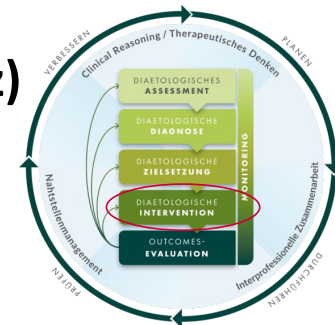 z)
VERBESSERN
PLANEN
DURCHFÜHREN
PRÜFEN
Clinical Reasoning / Therapeutisches Denken
Interprofessionelle Zusammenarbeit
Nahtstellenmanagement
DIAETOLOGISCHES
ASSESSMENT
DIAETOLOGISCHE
DIAGNOSE
DIAETOLOGISCHE
ZIELSETZUNG
DIAETOLOGISCHE
INTERVENTION
OUTCOMES-
EVALUATION
MONITORING